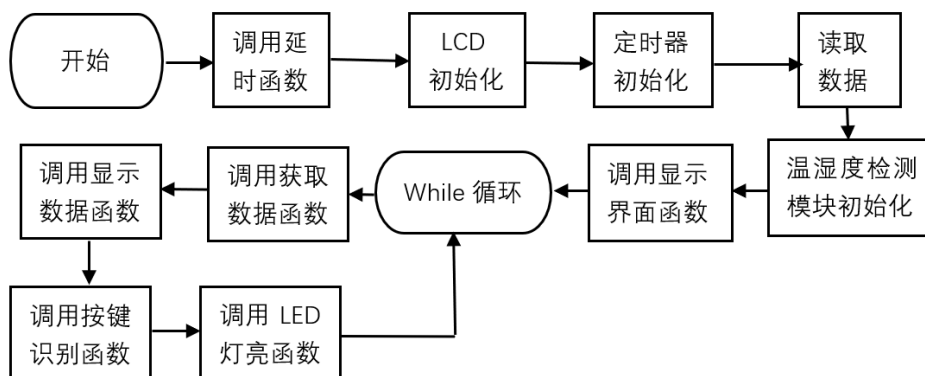 开始
调用延
时函数
LCD
初始化
定时器
初始化
读取
数据
温湿度检测
模块初始化
调用显示
界面函数
While 循环
调用获取
数据函数
调用显示
数据函数
调用按键
识别函数
调用 LED
灯亮函数